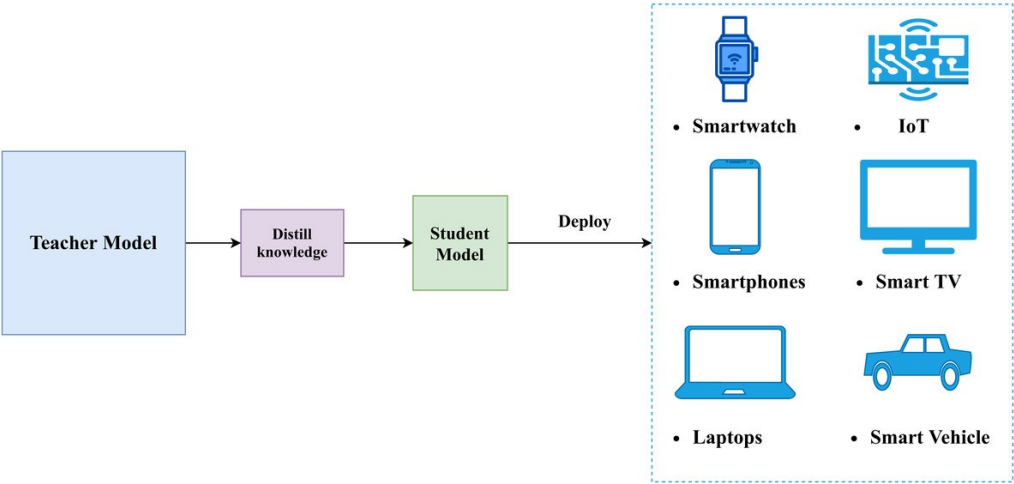 Teacher Model
Distill
knowledge
Student
Model
Deploy
• Smartwatch
• IoT
• Smartphones
• Smart TV
• Laptops
• Smart Vehicle